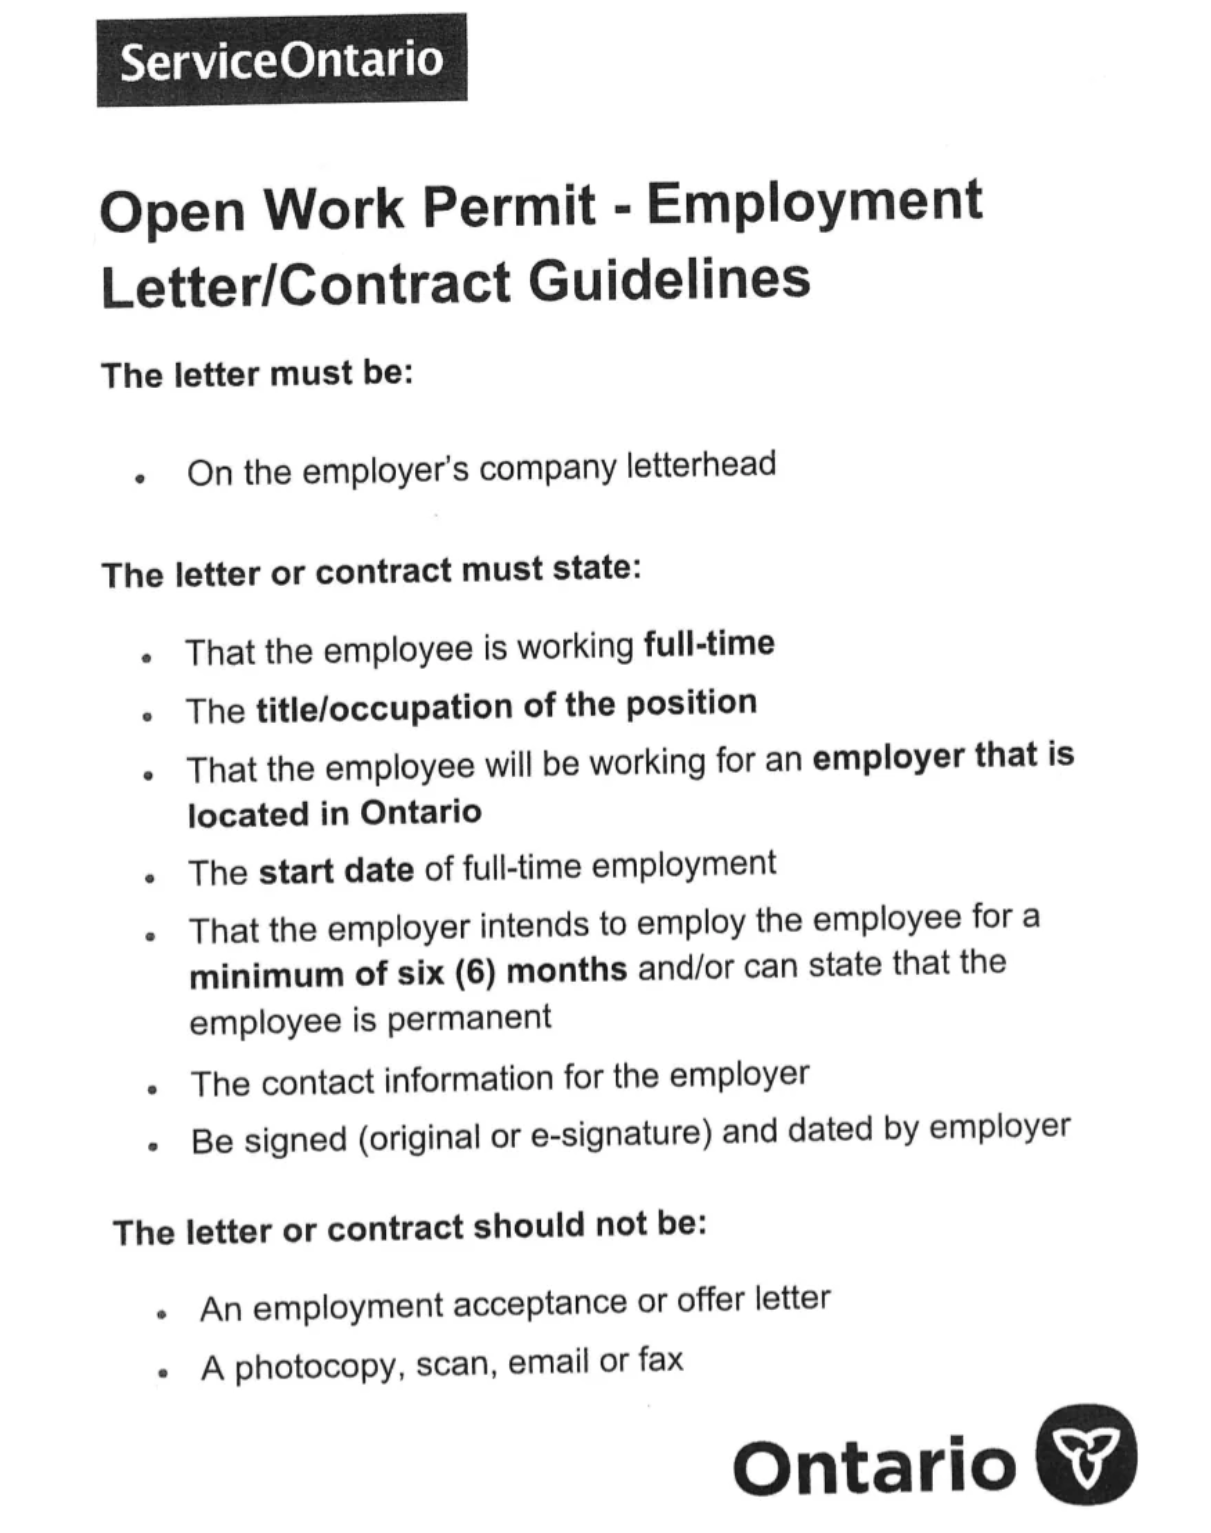 ServiceOntario
Open Work Permit - Employment
Letter/Contract Guidelines
The letter must be:
• On the employer's company letterhead
The letter or contract must state:
• That the employee is working full-time
• The title/occupation of the position
• That the employee will be working for an employer that is
located in Ontario
• The start date of full-time employment
• That the employer intends to employ the employee for a
minimum of six (6) months and/or can state that the
employee is permanent
• The contact information for the employer
• Be signed (original or e-signature) and dated by employer
The letter or contract should not be:
• An employment acceptance or offer letter
• A photocopy, scan, email or fax
Ontario